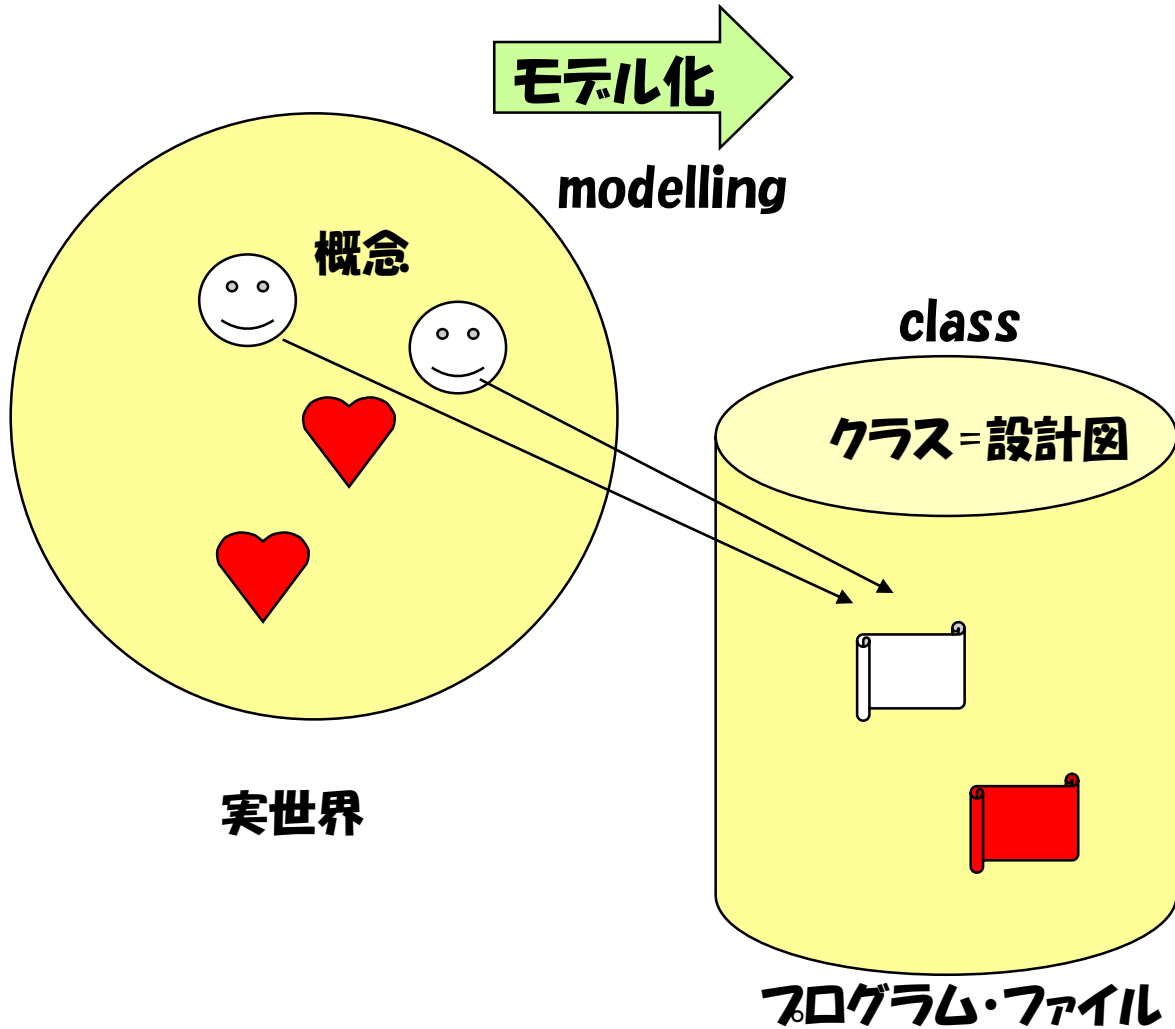 モデル化
modelling
概念
class
クラス=設計図
実世界
プログラム・ファイル